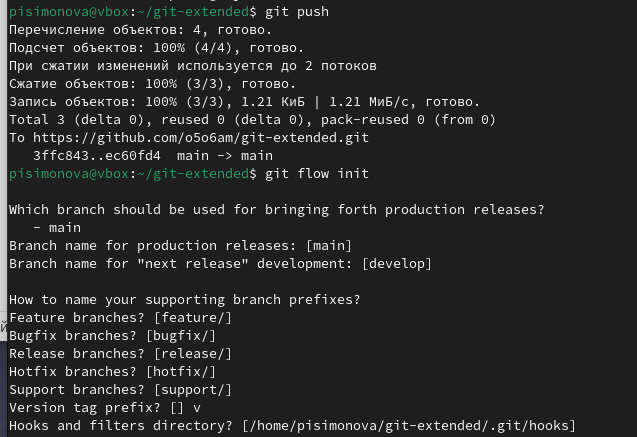 pisimonova@vbox:~/git-extended$ git push
Перечисление объектов: 4, готово.
Подсчет объектов: 100% (4/4), готово.
При сжатии изменений используется до 2 потоков
Сжатие объектов: 100% (3/3), готово.
Запись объектов: 100% (3/3), 1.21 КиБ | 1.21 МиБ/с, готово.
Total 3 (delta 0), reused 0 (delta 0), pack-reused 0 (from 0)
To https://github.com/o5o6am/git-extended.git
   3ffc843..ec60fd4  main -> main
pisimonova@vbox:~/git-extended$ git flow init

Which branch should be used for bringing forth production releases?
   - main
Branch name for production releases: [main]
Branch name for "next release" development: [develop]

How to name your supporting branch prefixes?
Feature branches? [feature/]
Bugfix branches? [bugfix/]
Release branches? [release/]
Hotfix branches? [hotfix/]
Support branches? [support/]
Version tag prefix? [] v
Hooks and filters directory? [/home/pisimonova/git-extended/.git/hooks]